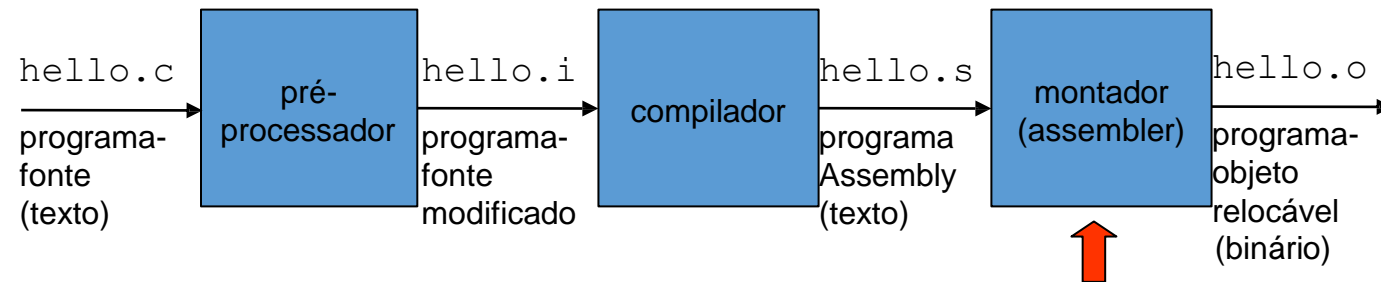 hello.c
programa-
fonte
(texto)
pré-
processador
hello.i
programa-
fonte
modificado
compilador
hello.s
programa
Assembly
(texto)
montador
(assembler)
hello.o
programa-
objeto
relocável
(binário)